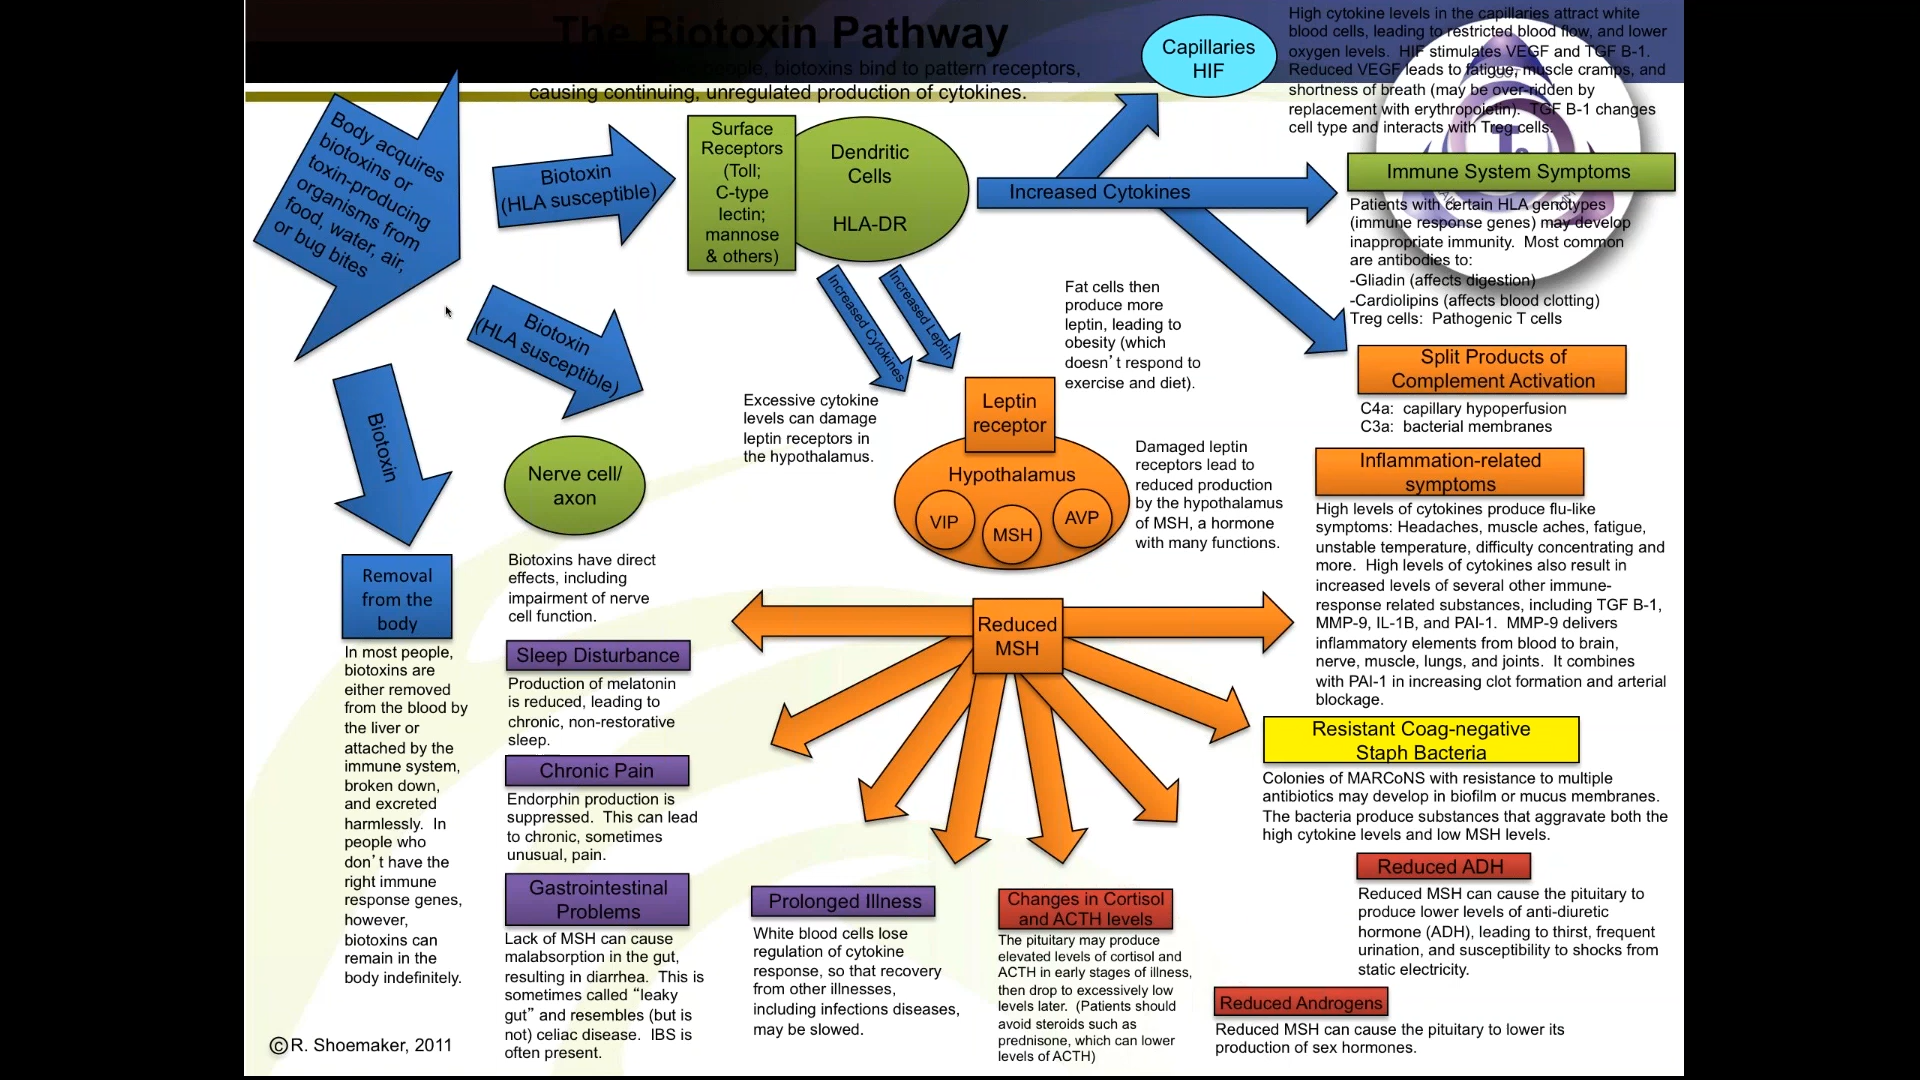 The Biotoxin Pathway
people, biotoxins bind to pattern receptors,
causing continuing, unregulated production of cytokines.
Capillaries
HIF
High cytokine levels in the capillaries attract white
blood cells, leading to restricted blood flow, and lower
oxygen levels.  HIF stimulates VEGF and TGF B-1.
Reduced VEGF leads to fatigue, muscle cramps, and
shortness of breath (may be over-ridden by
replacement with erythropoietin).  TGF B-1 changes
cell type and interacts with Treg cells.
Body acquires
biotoxins or
toxin-producing
organisms from
food, water, air,
or bug bites
Biotoxin
(HLA susceptible)
Surface
Receptors
(Toll;
C-type
lectin;
mannose
& others)
Dendritic
Cells
HLA-DR
Increased Cytokines
Immune System Symptoms
Patients with certain HLA genotypes
(immune response genes) may develop
inappropriate immunity.  Most common
are antibodies to:
-Gliadin (affects digestion)
-Cardiolipins (affects blood clotting)
Treg cells:  Pathogenic T cells
Biotoxin
(HLA susceptible)
Biotoxin
Increased Cytokines
Increased Leptin
Fat cells then
produce more
leptin, leading to
obesity (which
doesn't respond to
exercise and diet).
Split Products of
Complement Activation
C4a:  capillary hypoperfusion
C3a:  bacterial membranes
Excessive cytokine
levels can damage
leptin receptors in
the hypothalamus.
Leptin
receptor
Hypothalamus
VIP
MSH
AVP
Damaged leptin
receptors lead to
reduced production
by the hypothalamus
of MSH, a hormone
with many functions.
Inflammation-related
symptoms
High levels of cytokines produce flu-like
symptoms: Headaches, muscle aches, fatigue,
unstable temperature, difficulty concentrating and
more.  High levels of cytokines also result in
increased levels of several other immune-
response related substances, including TGF B-1,
MMP-9, IL-1B, and PAI-1.  MMP-9 delivers
inflammatory elements from blood to brain,
nerve, muscle, lungs, and joints.  It combines
with PAI-1 in increasing clot formation and arterial
blockage.
Nerve cell/
axon
Biotoxins have direct
effects, including
impairment of nerve
cell function.
Removal
from the
body
In most people,
biotoxins are
either removed
from the blood by
the liver or
attached by the
immune system,
broken down,
and excreted
harmlessly.  In
people who
don't have the
right immune
response genes,
however,
biotoxins can
remain in the
body indefinitely.
Sleep Disturbance
Production of melatonin
is reduced, leading to
chronic, non-restorative
sleep.
Chronic Pain
Endorphin production is
suppressed.  This can lead
to chronic, sometimes
unusual, pain.
Gastrointestinal
Problems
Lack of MSH can cause
malabsorption in the gut,
resulting in diarrhea.  This is
sometimes called "leaky
gut" and resembles (but is
not) celiac disease.  IBS is
often present.
Reduced
MSH
Prolonged Illness
White blood cells lose
regulation of cytokine
response, so that recovery
from other illnesses,
including infections diseases,
may be slowed.
Changes in Cortisol
and ACTH levels
The pituitary may produce
elevated levels of cortisol and
ACTH in early stages of illness,
then drop to excessively low
levels later.  (Patients should
avoid steroids such as
prednisone, which can lower
levels of ACTH)
Resistant Coag-negative
Staph Bacteria
Colonies of MARCoNS with resistance to multiple
antibiotics may develop in biofilm or mucus membranes.
The bacteria produce substances that aggravate both the
high cytokine levels and low MSH levels.
Reduced ADH
Reduced MSH can cause the pituitary to
produce lower levels of anti-diuretic
hormone (ADH), leading to thirst, frequent
urination, and susceptibility to shocks from
static electricity.
Reduced Androgens
Reduced MSH can cause the pituitary to lower its
production of sex hormones.
© R. Shoemaker, 2011